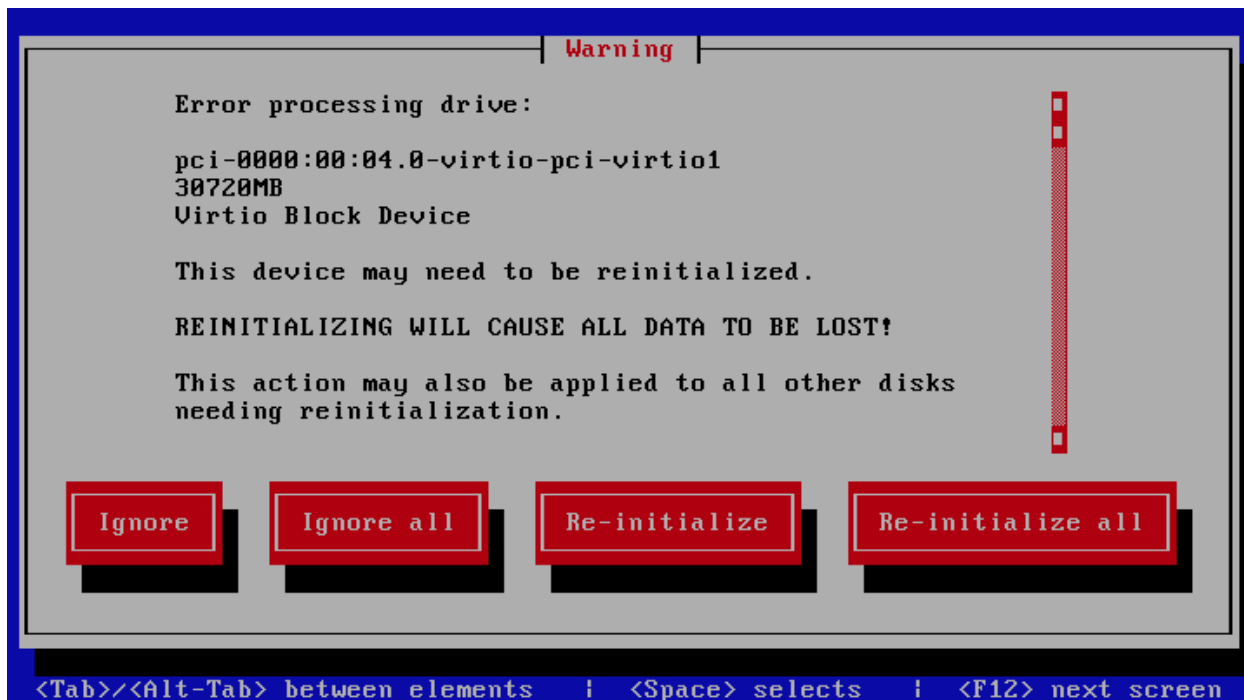 Warning
Error processing drive:
pci-0000:00:04.0-virtio-pci-virtio1
30720MB
Virtio Block Device
This device may need to be reinitialized.
REINITIALIZING WILL CAUSE ALL DATA TO BE LOST!
This action may also be applied to all other disks
needing reinitialization.
Ignore Ignore all Re-initialize Re-initialize all
<Tab>/<Alt-Tab> between elements | <Space> selects | <F12> next screen